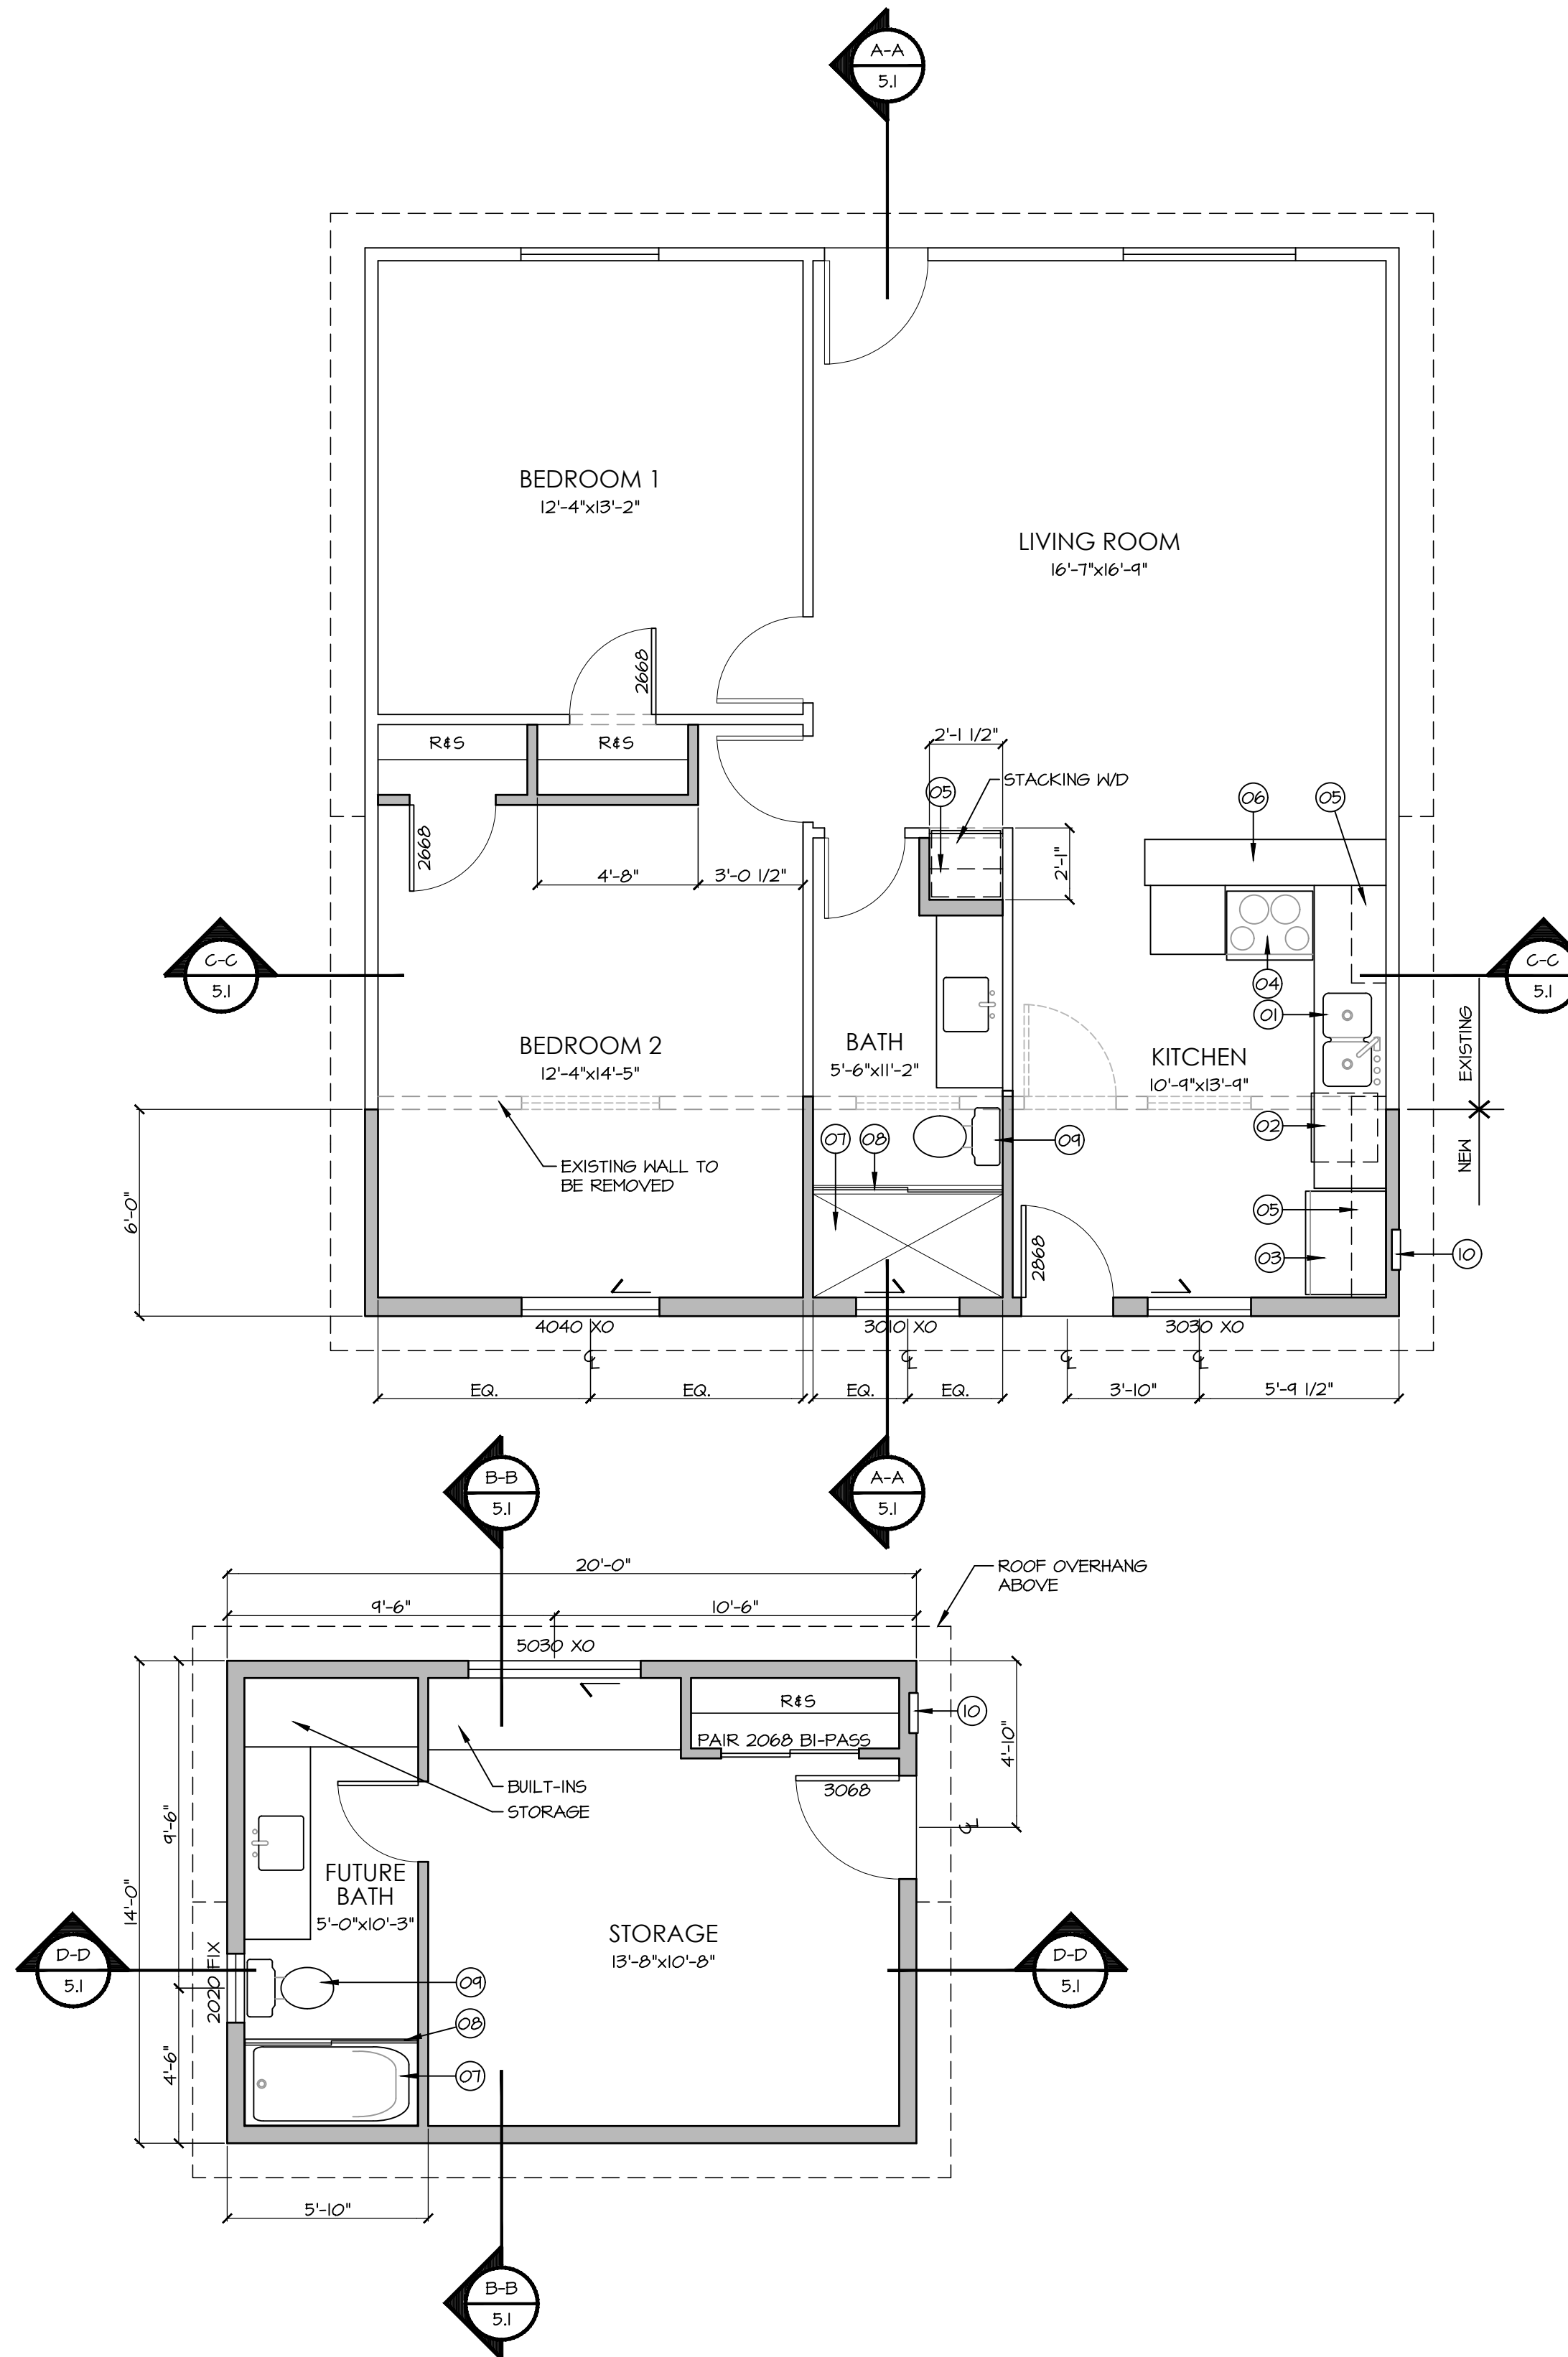 A-A
5.1
BEDROOM 1
12'-4"x13'-2"
LIVING ROOM
16'-7"x16'-9"
2668
R&S
R&S
2'-1 1/2"
STACKING W/D
05
06
05
2668
4'-8"
3'-0 1/2"
2'-1"
C-C
5.1
C-C
5.1
04
01
BEDROOM 2
12'-4"x14'-5"
BATH
5'-6"x11'-2"
KITCHEN
10'-9"x13'-9"
EXISTING
NEW
02
07
08
09
EXISTING WALL TO
BE REMOVED
6'-0"
05
03
2868
10
4040 XO
3010 XO
3030 XO
CL
CL
CL
CL
EQ.
EQ.
EQ.
EQ.
3'-10"
5'-9 1/2"
B-B
5.1
A-A
5.1
20'-0"
ROOF OVERHANG
ABOVE
9'-6"
10'-6"
5030 XO
R&S
10
PAIR 2068 BI-PASS
4'-10"
BUILT-INS
STORAGE
3068
CL
9'-6"
14'-0"
FUTURE
BATH
5'-0"x10'-3"
STORAGE
13'-8"x10'-8"
D-D
5.1
D-D
5.1
2020 FIX
09
08
07
4'-6"
5'-10"
B-B
5.1